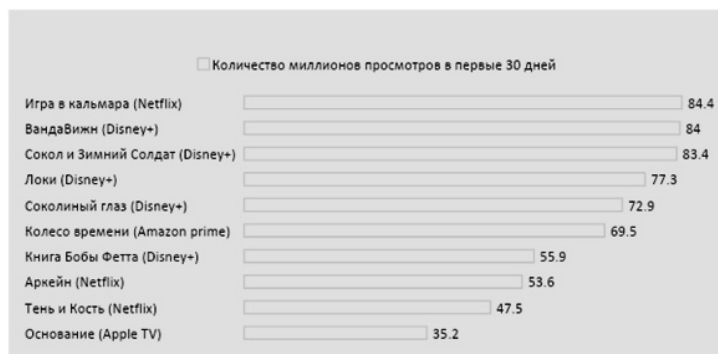 Количество миллионов просмотров в первые 30 дней
Игра в кальмара (Netflix) 84.4
ВандаВижн (Disney+) 84
Сокол и Зимний Солдат (Disney+) 83.4
Локи (Disney+) 77.3
Соколиный глаз (Disney+) 72.9
Колесо времени (Amazon prime) 69.5
Книга Бобы Фетта (Disney+) 55.9
Аркейн (Netflix) 53.6
Тень и Кость (Netflix) 47.5
Основание (Apple TV) 35.2